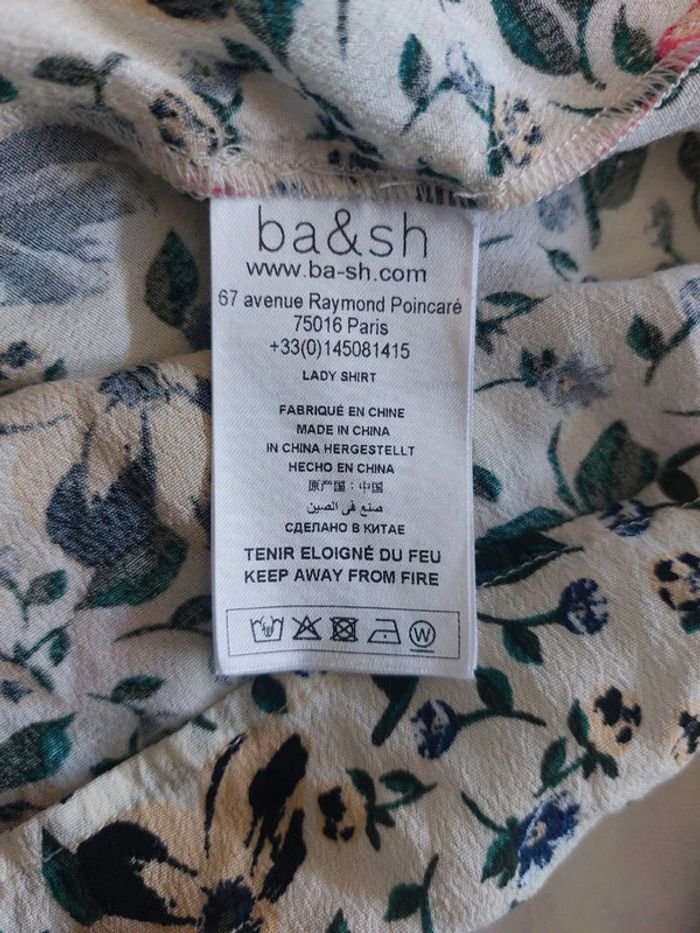 ba&sh
www.ba-sh.com
67 avenue Raymond Poincaré
75016 Paris
+33(0)145081415
LADY SHIRT
FABRIQUÉ EN CHINE
MADE IN CHINA
IN CHINA HERGESTELLT
HECHO EN CHINA
原产国：中国
صنع في الصين
СДЕЛАНО В КИТАЕ
TENIR ELOIGNÉ DU FEU
KEEP AWAY FROM FIRE
W